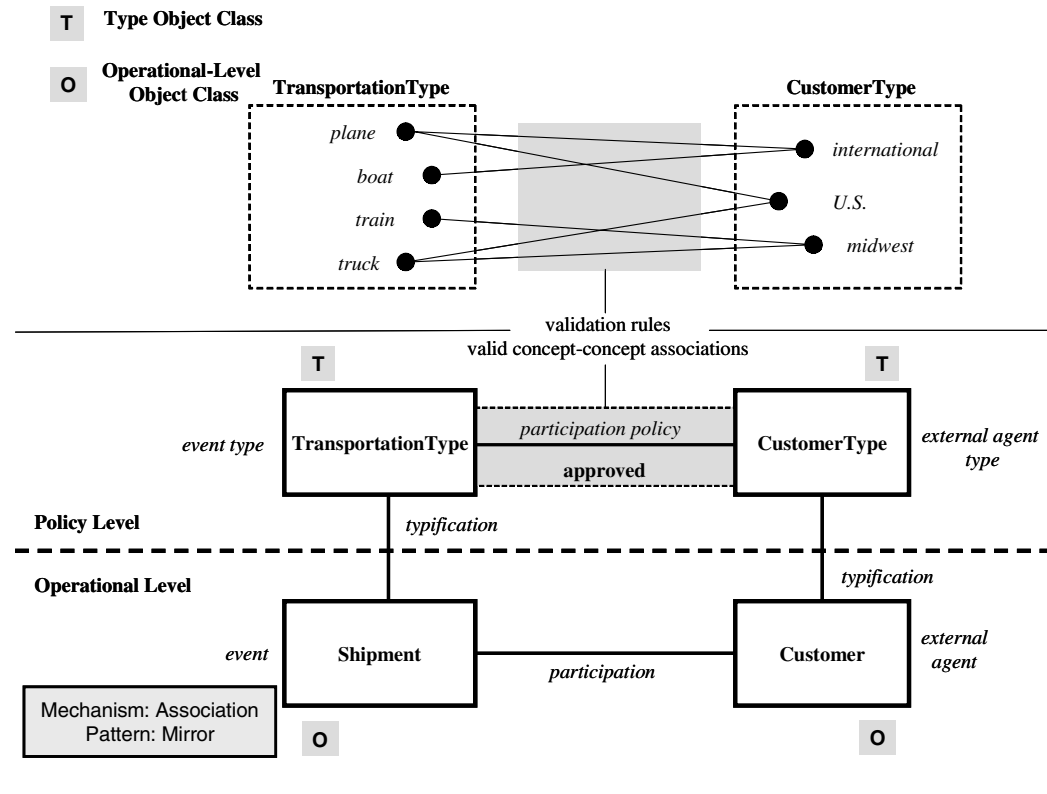 T
Type Object Class
O
Operational-Level
Object Class
TransportationType
CustomerType
plane
boat
train
truck
international
U.S.
midwest
validation rules
valid concept-concept associations
T
T
event type
TransportationType
participation policy
approved
CustomerType
external agent
type
Policy Level
typification
Operational Level
typification
event
Shipment
participation
Customer
external
agent
Mechanism: Association
Pattern: Mirror
O
O